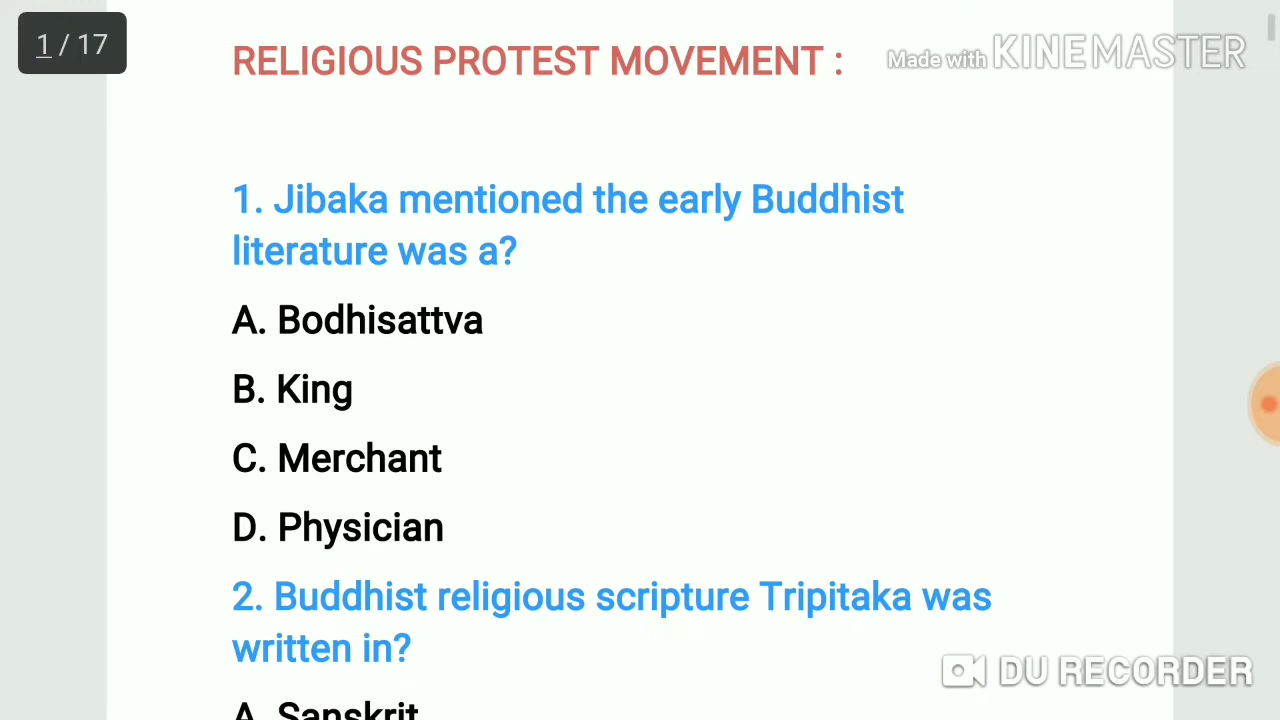 1 / 17
RELIGIOUS PROTEST MOVEMENT :
Made with KINEMASTER
1. Jibaka mentioned the early Buddhist
literature was a?
A. Bodhisattva
B. King
C. Merchant
D. Physician
2. Buddhist religious scripture Tripitaka was
written in?
DU RECORDER
A. Sanskrit